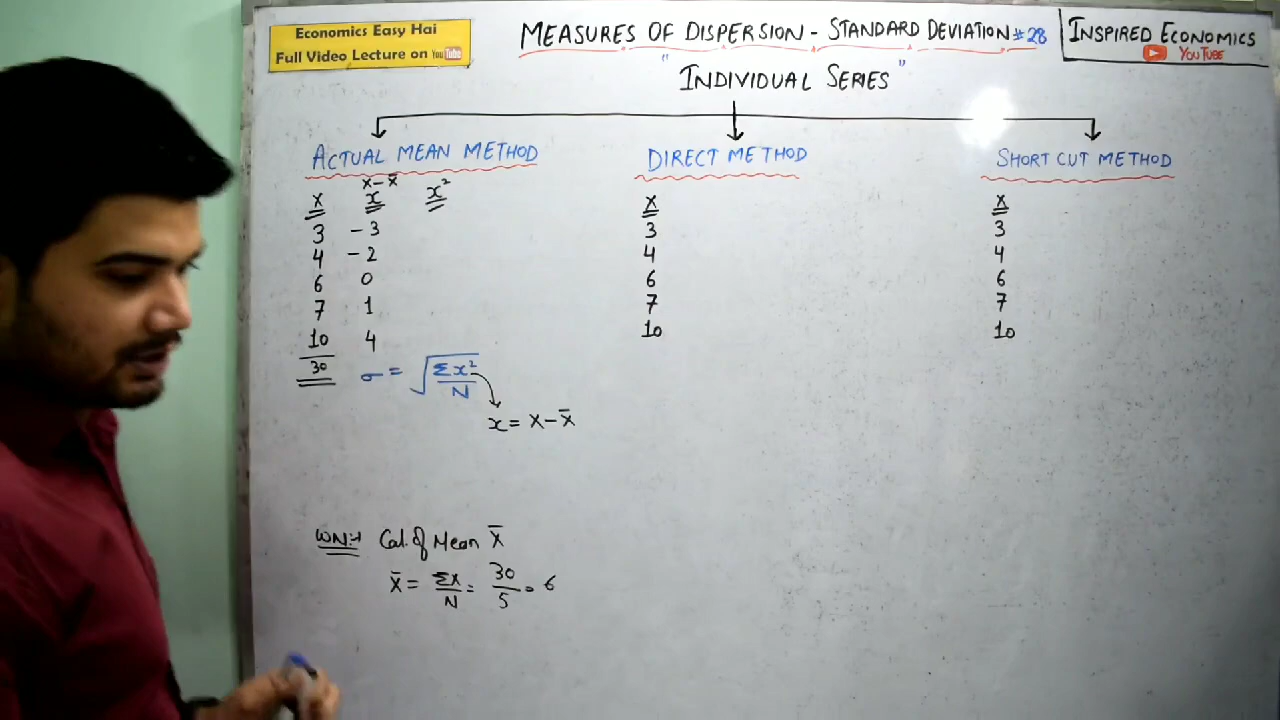 Economics Easy Hai
Full Video Lecture on YouTube
MEASURES OF DISPERSION - STANDARD DEVIATION #28
INSPIRED ECONOMICS
YouTube
"INDIVIDUAL SERIES"
ACTUAL MEAN METHOD
X-X̄
X x x²
3 -3
4 -2
6 0
7 1
10 4
30
σ = √Σx²/N
x = X-X̄
WN:-1 Cal. of Mean X̄
X̄ = ΣX/N = 30/5 = 6
DIRECT METHOD
X
3
4
6
7
10
SHORT CUT METHOD
X
3
4
6
7
10